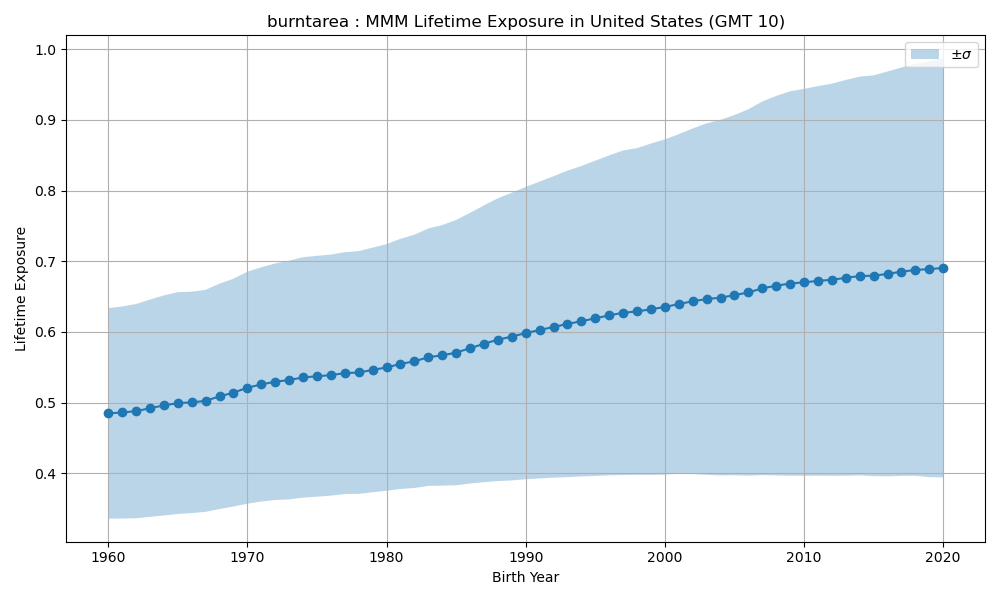 burntarea : MMM Lifetime Exposure in United States (GMT 10)
±σ
Lifetime Exposure
1.0
0.9
0.8
0.7
0.6
0.5
0.4
1960 1970 1980 1990 2000 2010 2020
Birth Year